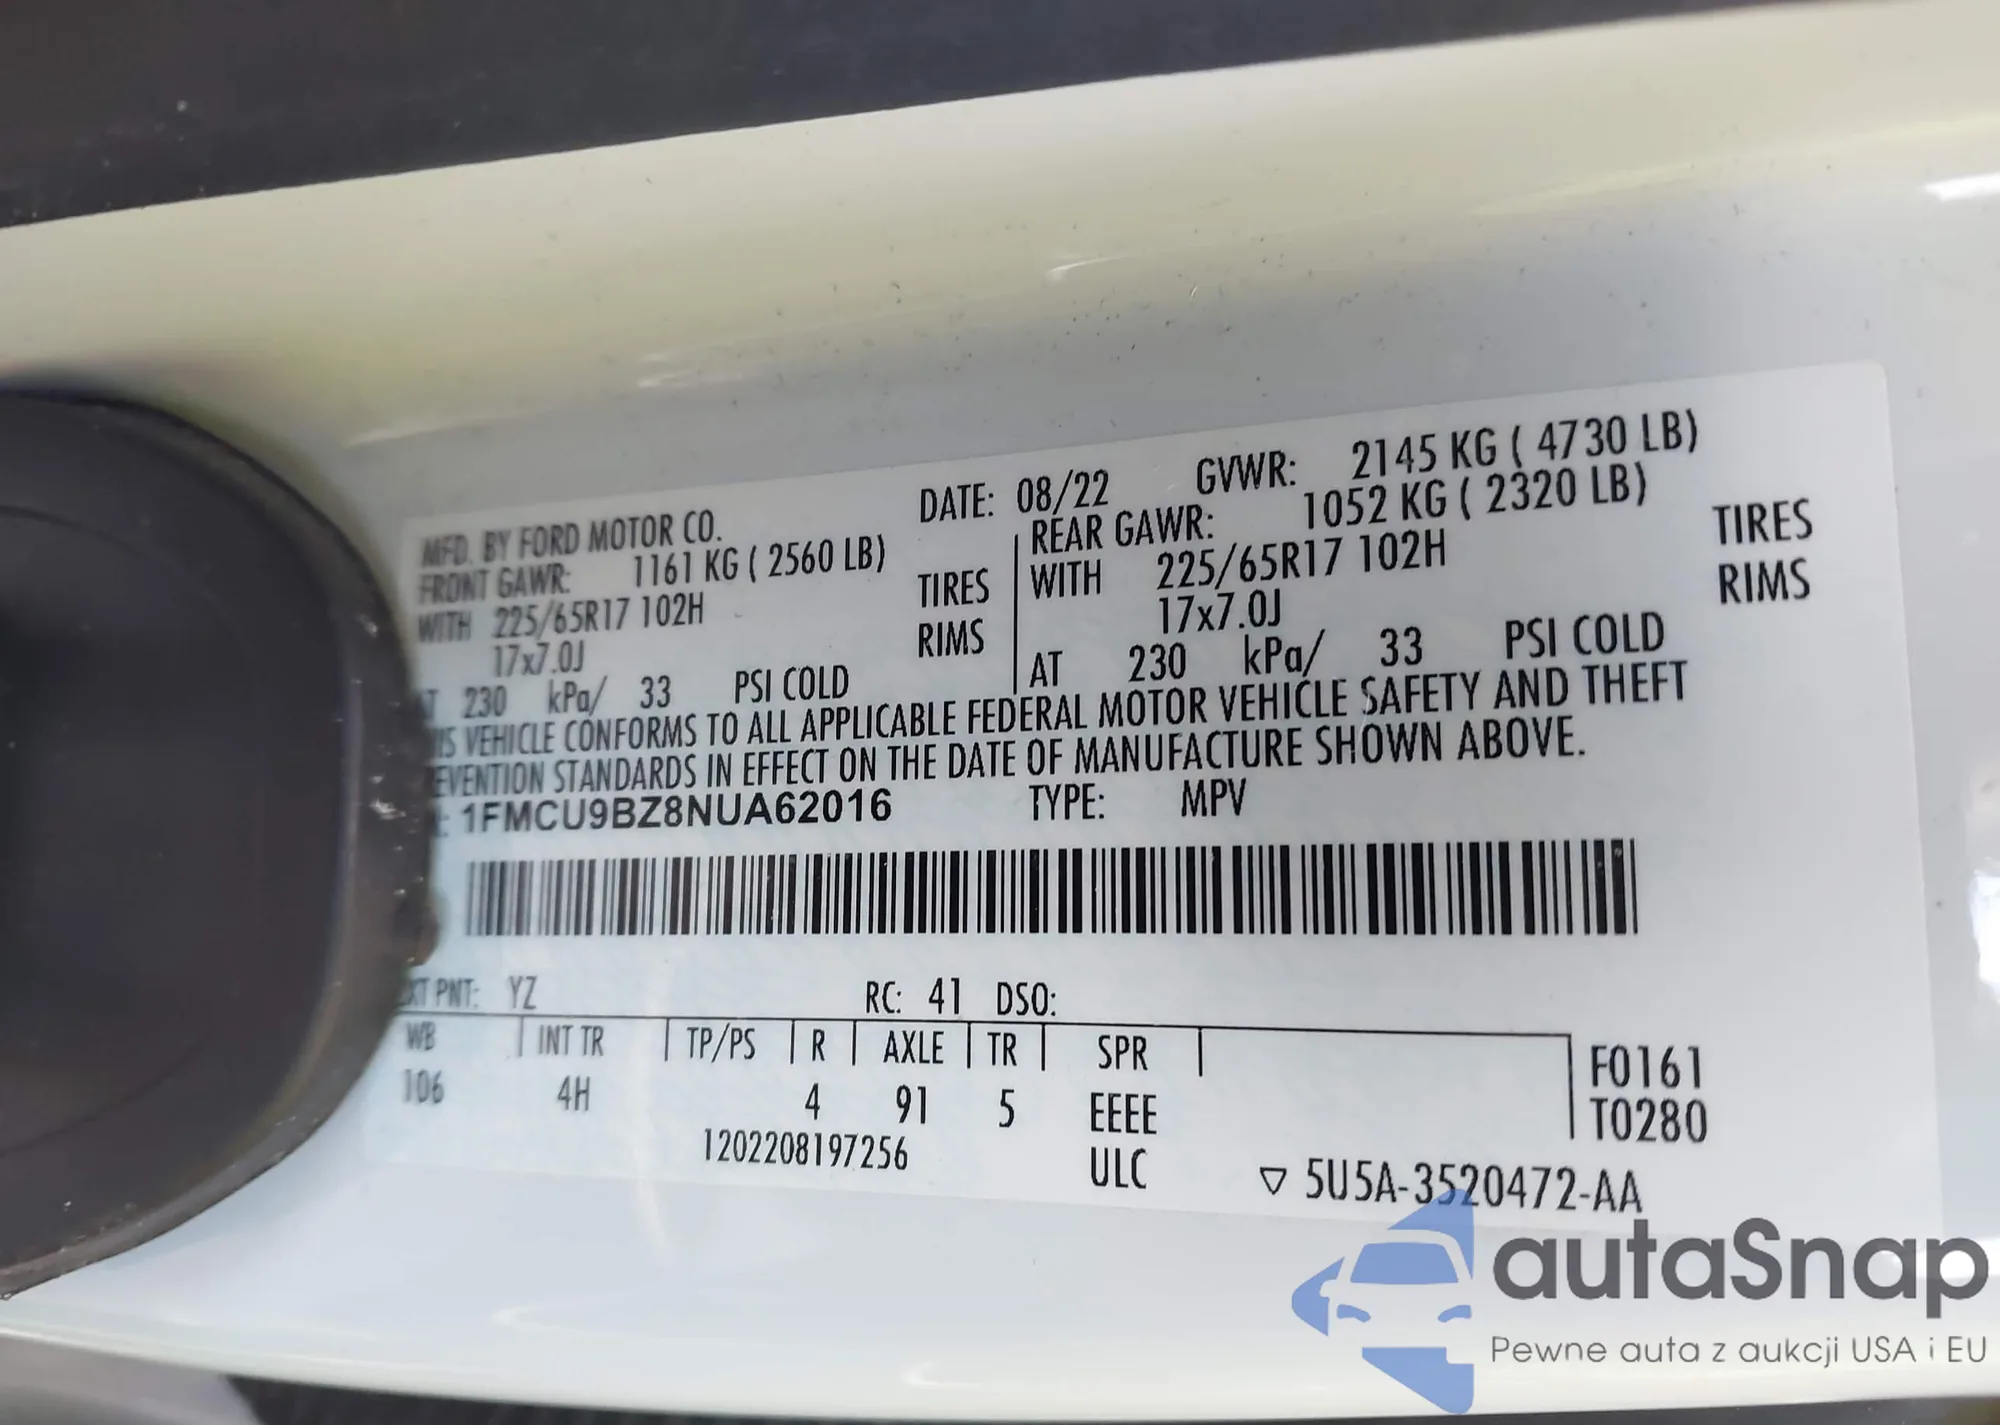 MFD. BY FORD MOTOR CO. DATE: 08/22 GVWR: 2145 KG ( 4730 LB)
FRONT GAWR: 1161 KG ( 2560 LB) REAR GAWR: 1052 KG ( 2320 LB)
WITH 225/65R17 102H TIRES WITH 225/65R17 102H TIRES
17x7.0J RIMS 17x7.0J RIMS
230 kPa/ 33 PSI COLD AT 230 kPa/ 33 PSI COLD
IS VEHICLE CONFORMS TO ALL APPLICABLE FEDERAL MOTOR VEHICLE SAFETY AND THEFT
EVENTION STANDARDS IN EFFECT ON THE DATE OF MANUFACTURE SHOWN ABOVE.
: 1FMCU9BZ8NUA62016 TYPE: MPV
XT PNT: YZ RC: 41 DSO:
WB INT TR TP/PS R AXLE TR SPR F0161
106 4H 4 91 5 EEEE T0280
1202208197256 ULC ▽ 5U5A-3520472-AA
autaSnap
Pewne auta z aukcji USA i EU